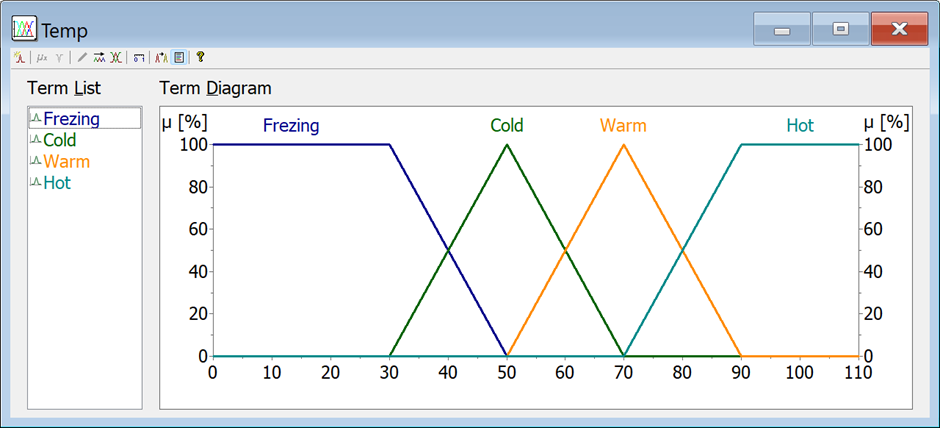 Temp
Term List
Frezing
Cold
Warm
Hot
Term Diagram
µ [%] Frezing Cold Warm Hot µ [%]
100 100
80 80
60 60
40 40
20 20
0 0
0 10 20 30 40 50 60 70 80 90 100 110